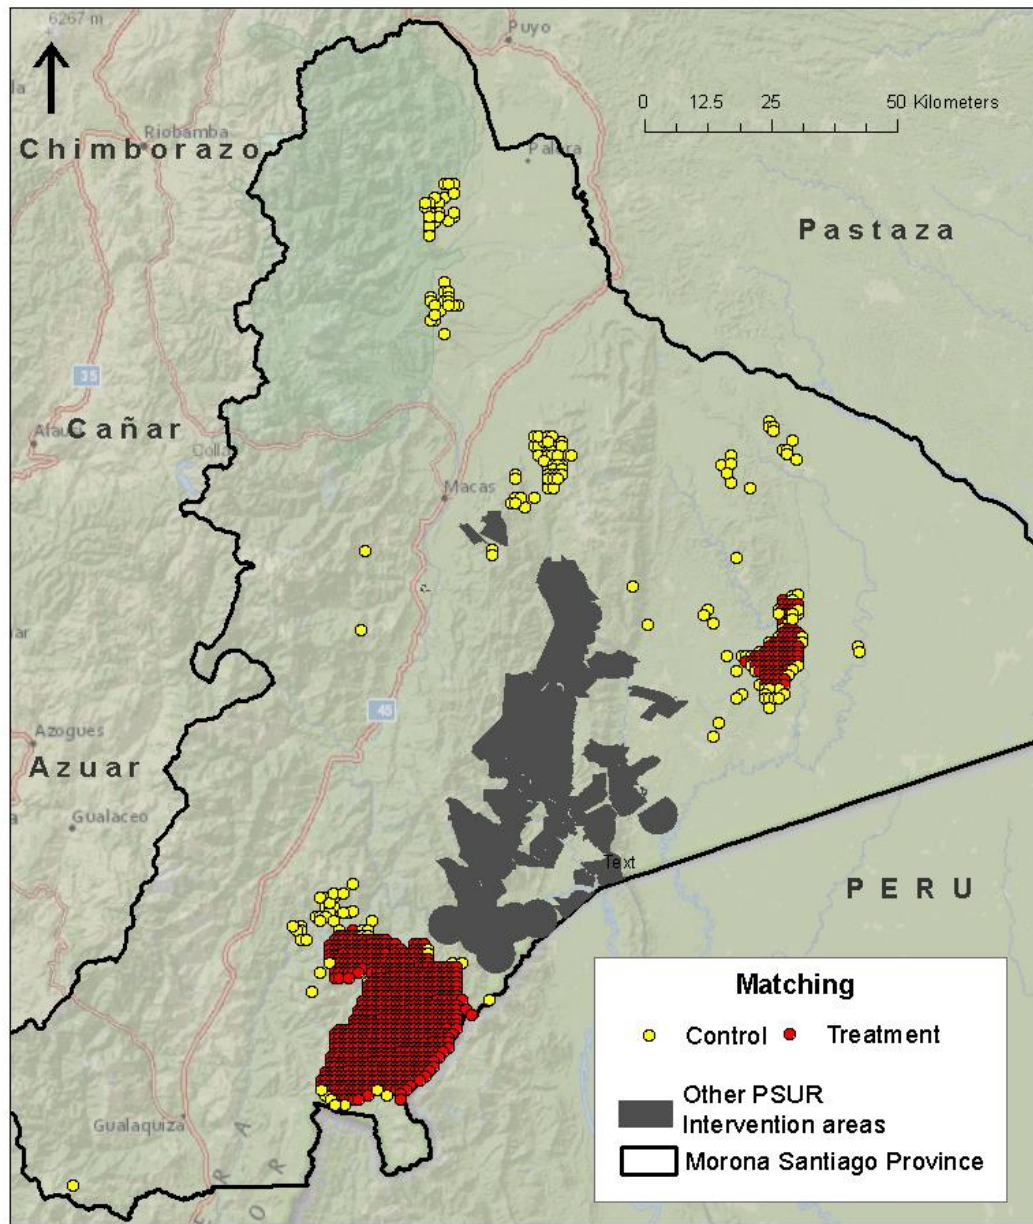 6267 m
Puyo
0 12.5 25 50 Kilometers
Riobamba
Chimborazo
Palora
Pastaza
35
Cañar
Macas
45
Azogues
Azuar
Gualaceo
Text
PERU
Gualaquiza
Matching
Control
Treatment
Other PSUR
Intervention areas
Morona Santiago Province